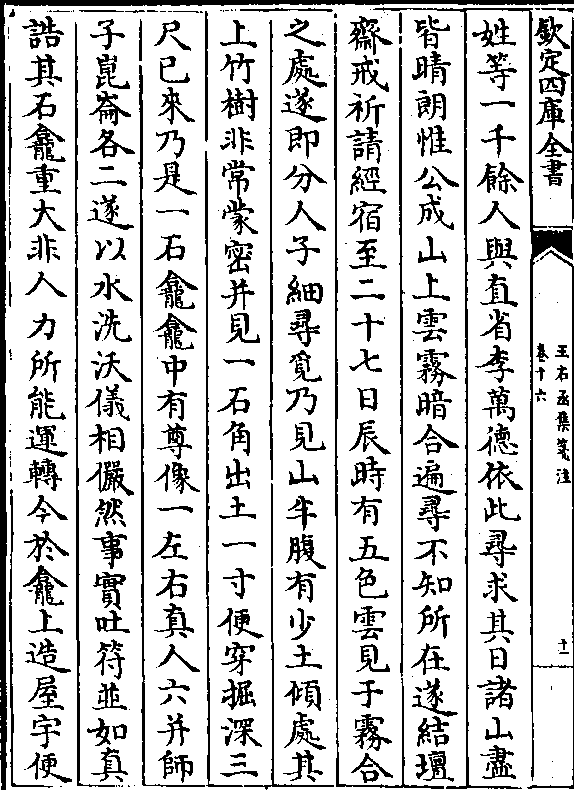 欽定四庫全書
王右丞集箋注
卷十六
十一
姓等一千餘人與直省李萬德依此尋求其日諸山盡
皆晴朗惟公成山上雲霧暗合遍尋不知所在遂結壇
齋戒祈請經宿至二十七日辰時有五色雲見于霧合
之處遂即分人子細尋覓乃見山半腹有少土傾處其
上竹樹非常蒙密并見一石角出土一寸便穿掘深三
尺已來乃是一石龕龕中有尊像一左右真人六并師
子崑崙各二遂以水洗沃儀相儼然事實吐符並如真
誥其石龕重大非人力所能運轉今於龕上造屋宇便